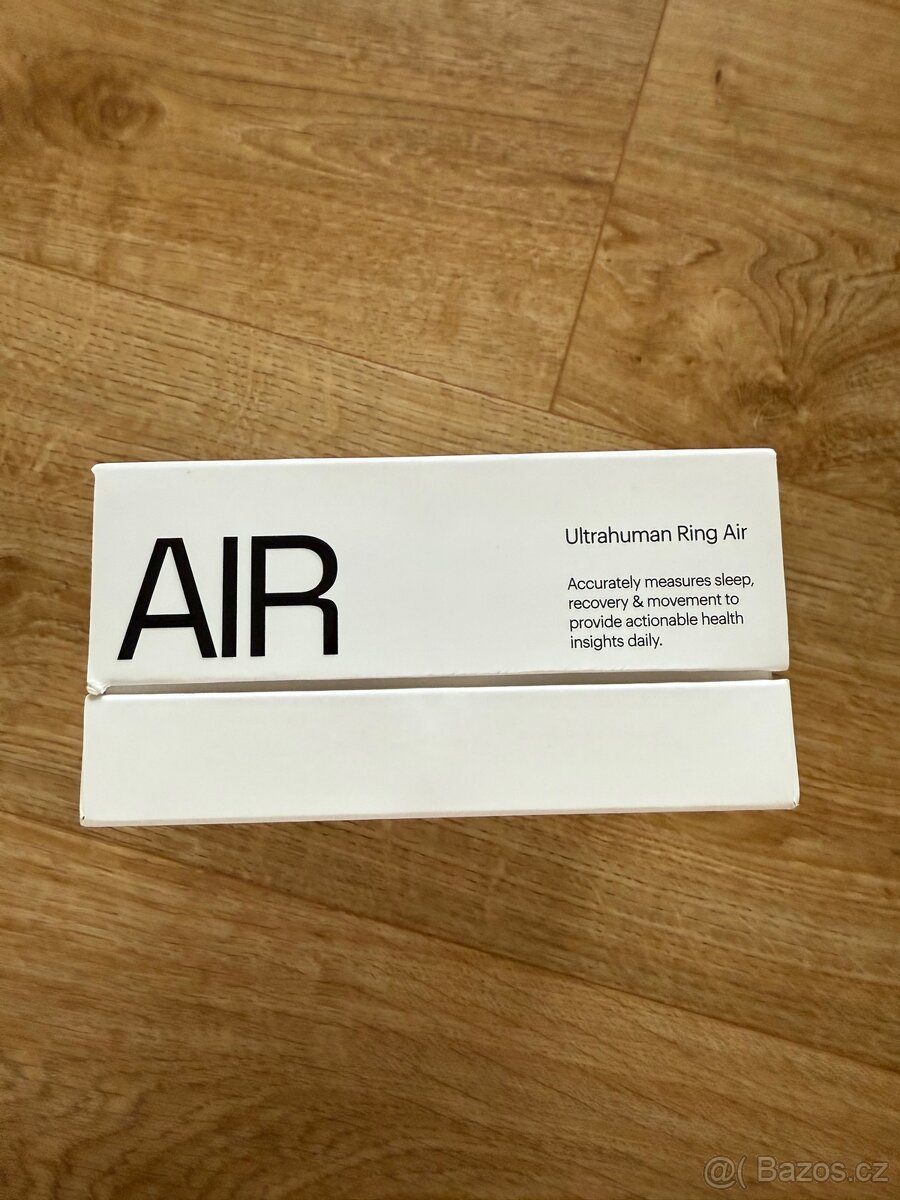 AIR
Ultrahuman Ring Air
Accurately measures sleep,
recovery & movement to
provide actionable health
insights daily.
@( Bazos.cz